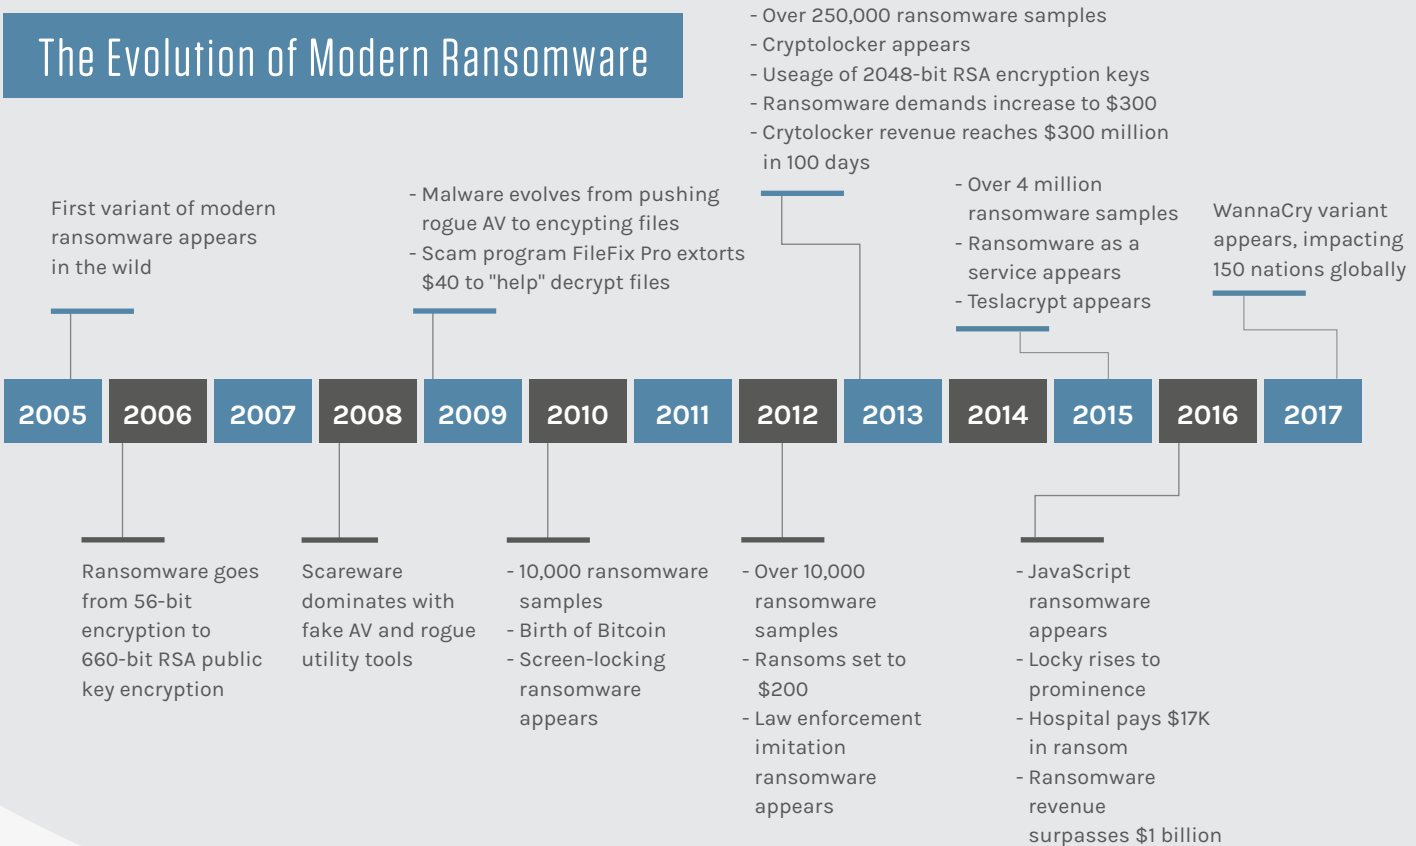 The Evolution of Modern Ransomware
- Over 250,000 ransomware samples
- Cryptolocker appears
- Useage of 2048-bit RSA encryption keys
- Ransomware demands increase to $300
- Crytolocker revenue reaches $300 million
in 100 days
First variant of modern
ransomware appears
in the wild
- Malware evolves from pushing
rogue AV to encypting files
- Scam program FileFix Pro extorts
$40 to "help" decrypt files
- Over 4 million
ransomware samples
- Ransomware as a
service appears
- Teslacrypt appears
WannaCry variant
appears, impacting
150 nations globally
2005 2006 2007 2008 2009 2010 2011 2012 2013 2014 2015 2016 2017
Ransomware goes
from 56-bit
encryption to
660-bit RSA public
key encryption
Scareware
dominates with
fake AV and rogue
utility tools
- 10,000 ransomware
samples
- Birth of Bitcoin
- Screen-locking
ransomware
appears
- Over 10,000
ransomware
samples
- Ransoms set to
$200
- Law enforcement
imitation
ransomware
appears
- JavaScript
ransomware
appears
- Locky rises to
prominence
- Hospital pays $17K
in ransom
- Ransomware
revenue
surpasses $1 billion